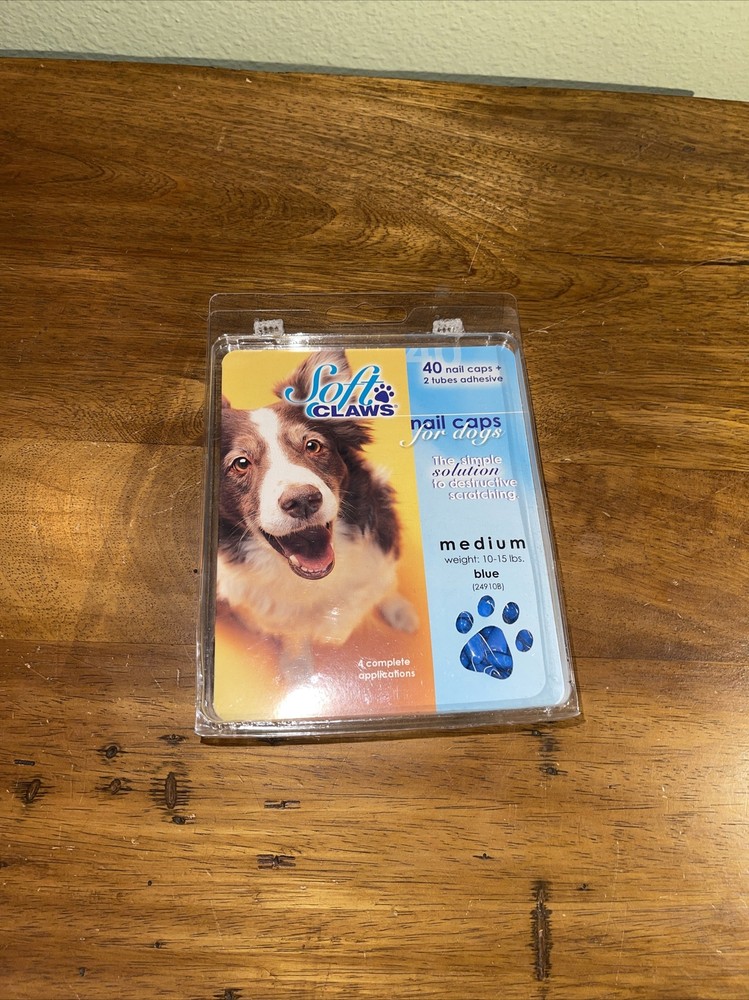 Soft
CLAWS®
40
40 nail caps +
2 tubes adhesive
nail caps
for dogs
The simple
solution
to destructive
scratching.
medium
weight: 10-15 lbs.
blue
(24910B)
4 complete
applications